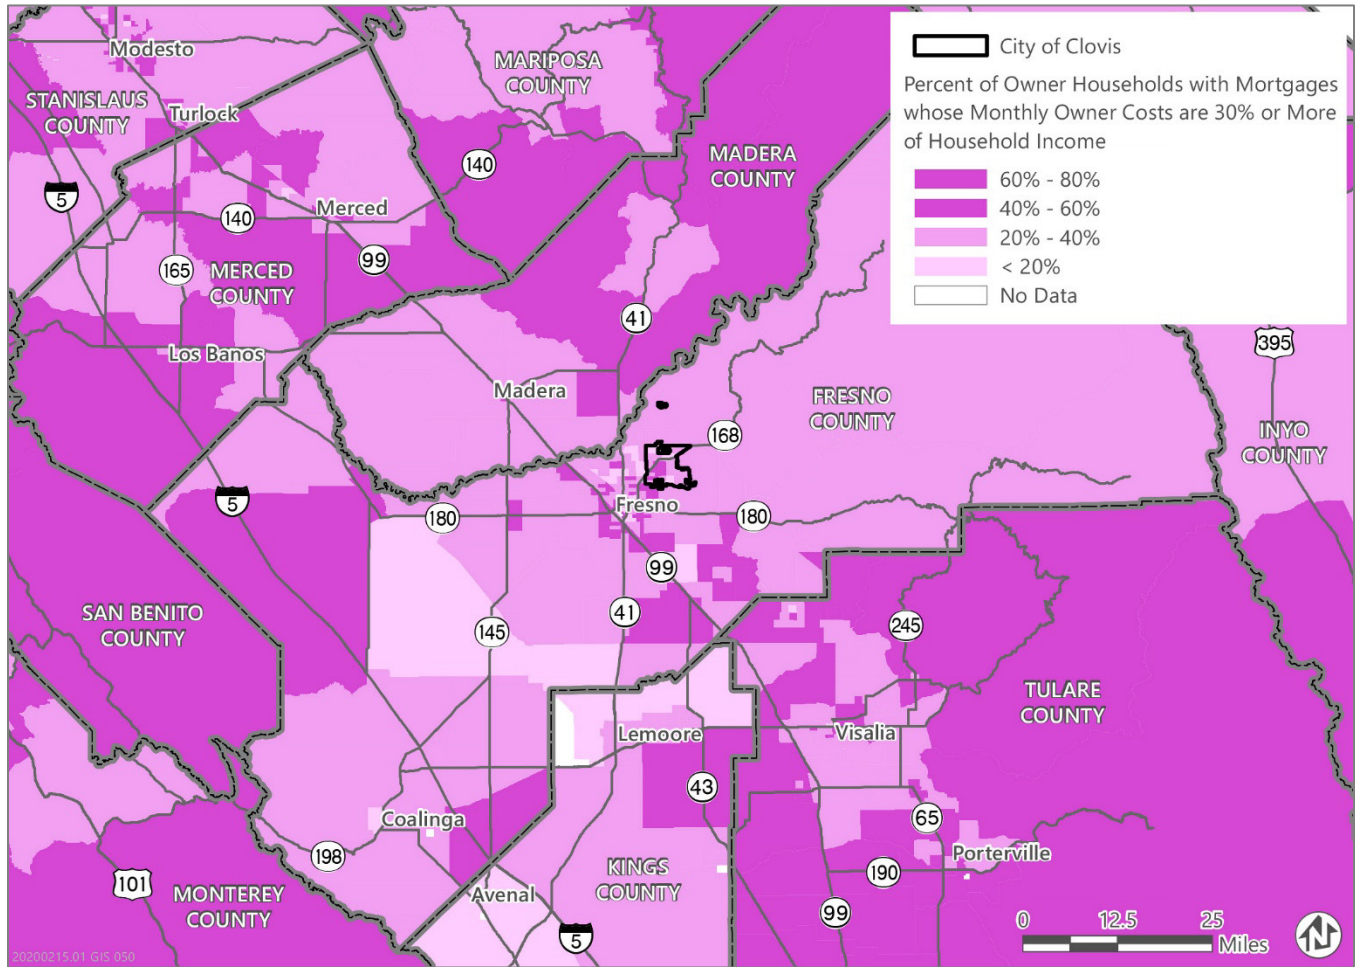 City of Clovis
Percent of Owner Households with Mortgages
whose Monthly Owner Costs are 30% or More
of Household Income
60% - 80%
40% - 60%
20% - 40%
< 20%
No Data
Modesto
MARIPOSA
COUNTY
STANISLAUS
COUNTY
Turlock
140
MADERA
COUNTY
5
Merced
140
99
165
MERCED
COUNTY
41
395
Los Banos
Madera
FRESNO
COUNTY
168
INYO
COUNTY
5
180
Fresno
180
99
SAN BENITO
COUNTY
41
145
245
TULARE
COUNTY
Lemoore
Visalia
43
65
Coalinga
198
Porterville
101
KINGS
COUNTY
190
MONTEREY
COUNTY
Avenal
99
5
0 12.5 25
Miles
N
20200215.01 GIS 050